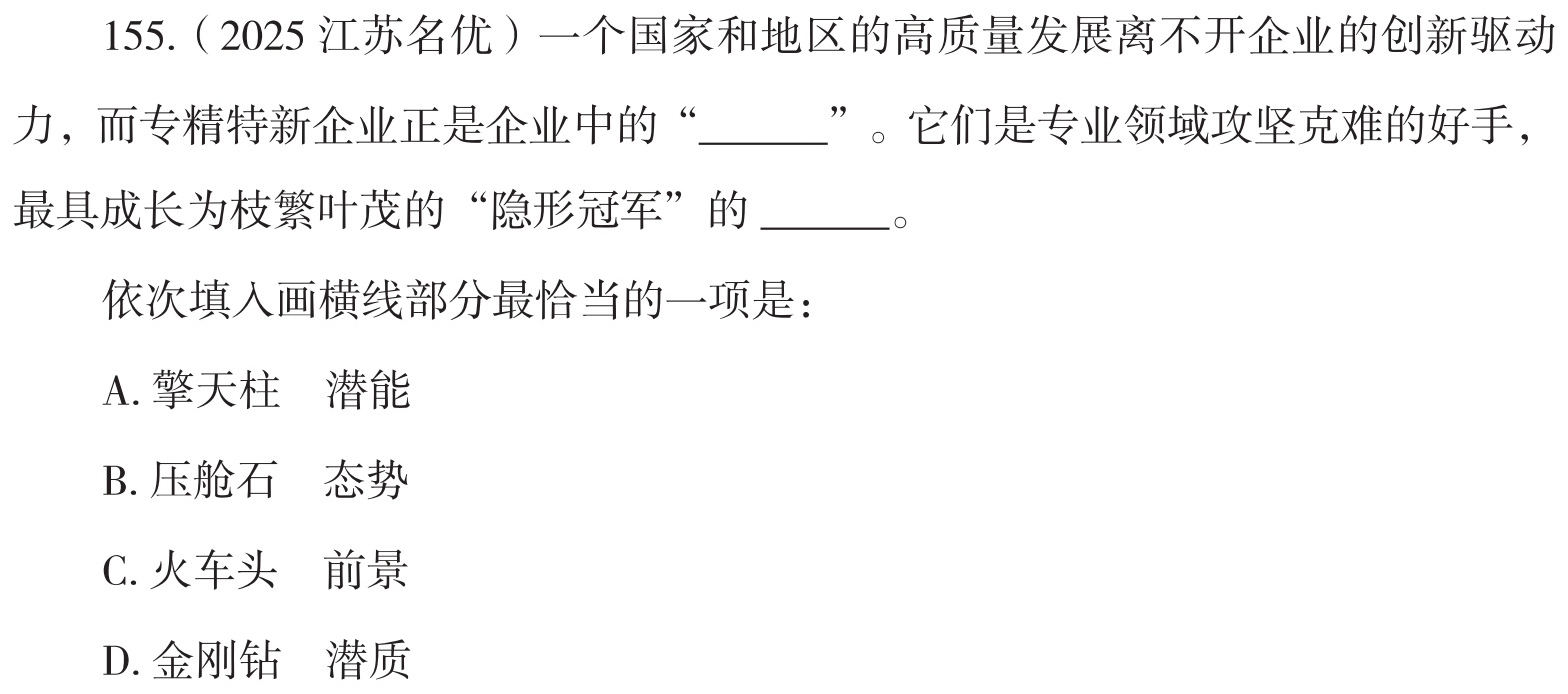 155.（2025 江苏名优）一个国家和地区的高质量发展离不开企业的创新驱动
力，而专精特新企业正是企业中的“______”。它们是专业领域攻坚克难的好手，
最具成长为枝繁叶茂的“隐形冠军”的 ______。
依次填入画横线部分最恰当的一项是：
A. 擎天柱　潜能
B. 压舱石　态势
C. 火车头　前景
D. 金刚钻　潜质